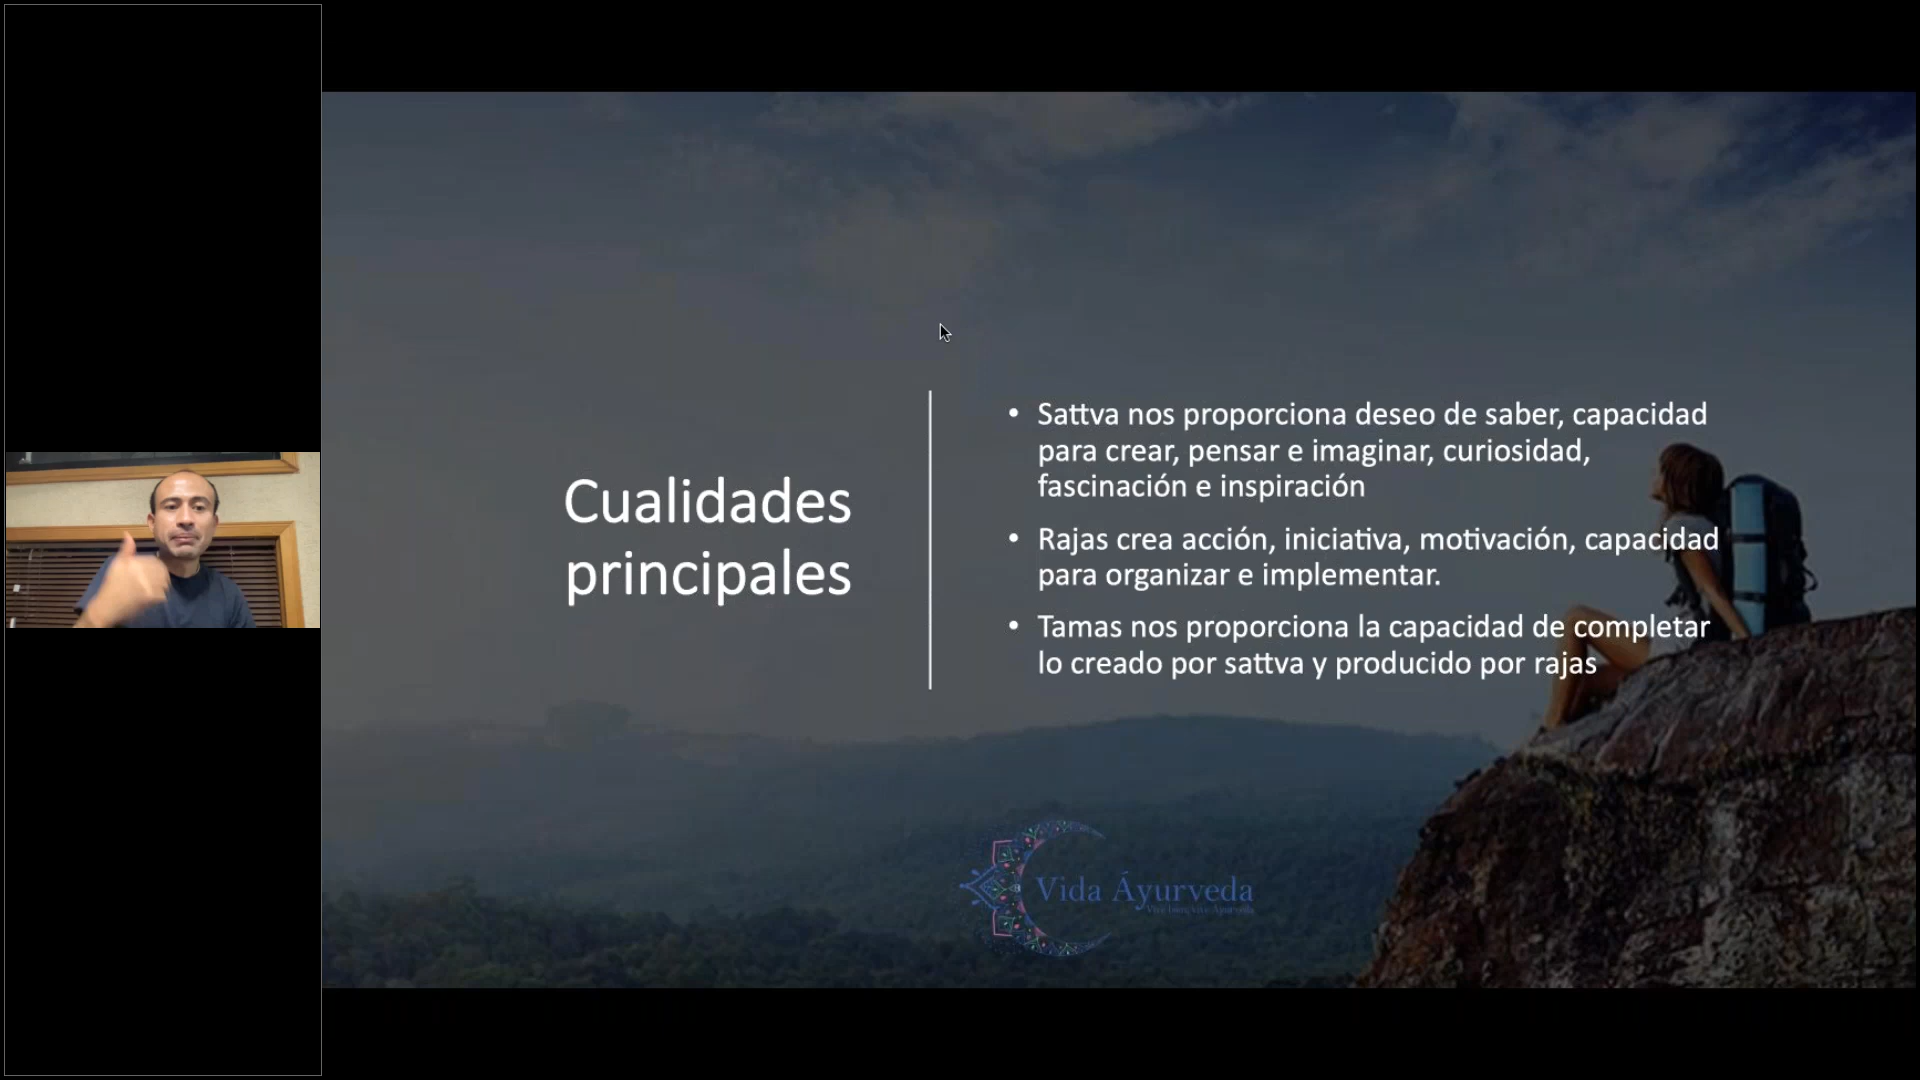 Cualidades
principales
• Sattva nos proporciona deseo de saber, capacidad
para crear, pensar e imaginar, curiosidad,
fascinación e inspiración
• Rajas crea acción, iniciativa, motivación, capacidad
para organizar e implementar.
• Tamas nos proporciona la capacidad de completar
lo creado por sattva y producido por rajas
Vida Áyurveda